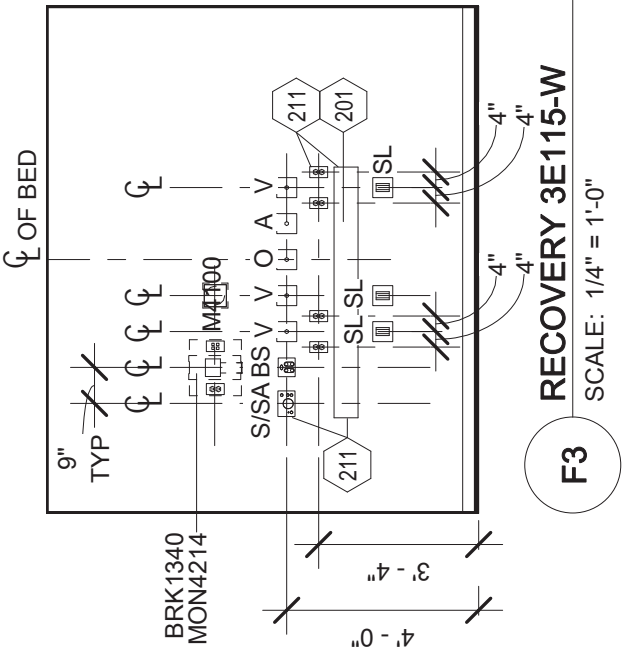 ℄ OF BED
9"
TYP
℄
℄
℄
℄
℄
M4100
BRK1340
MON4214
S/SA
BS
V
V
O
A
V
211
201
SL
SL
SL
211
4"
4"
4"
4"
3' - 4"
4' - 0"
F3
RECOVERY 3E115-W
SCALE: 1/4" = 1'-0"